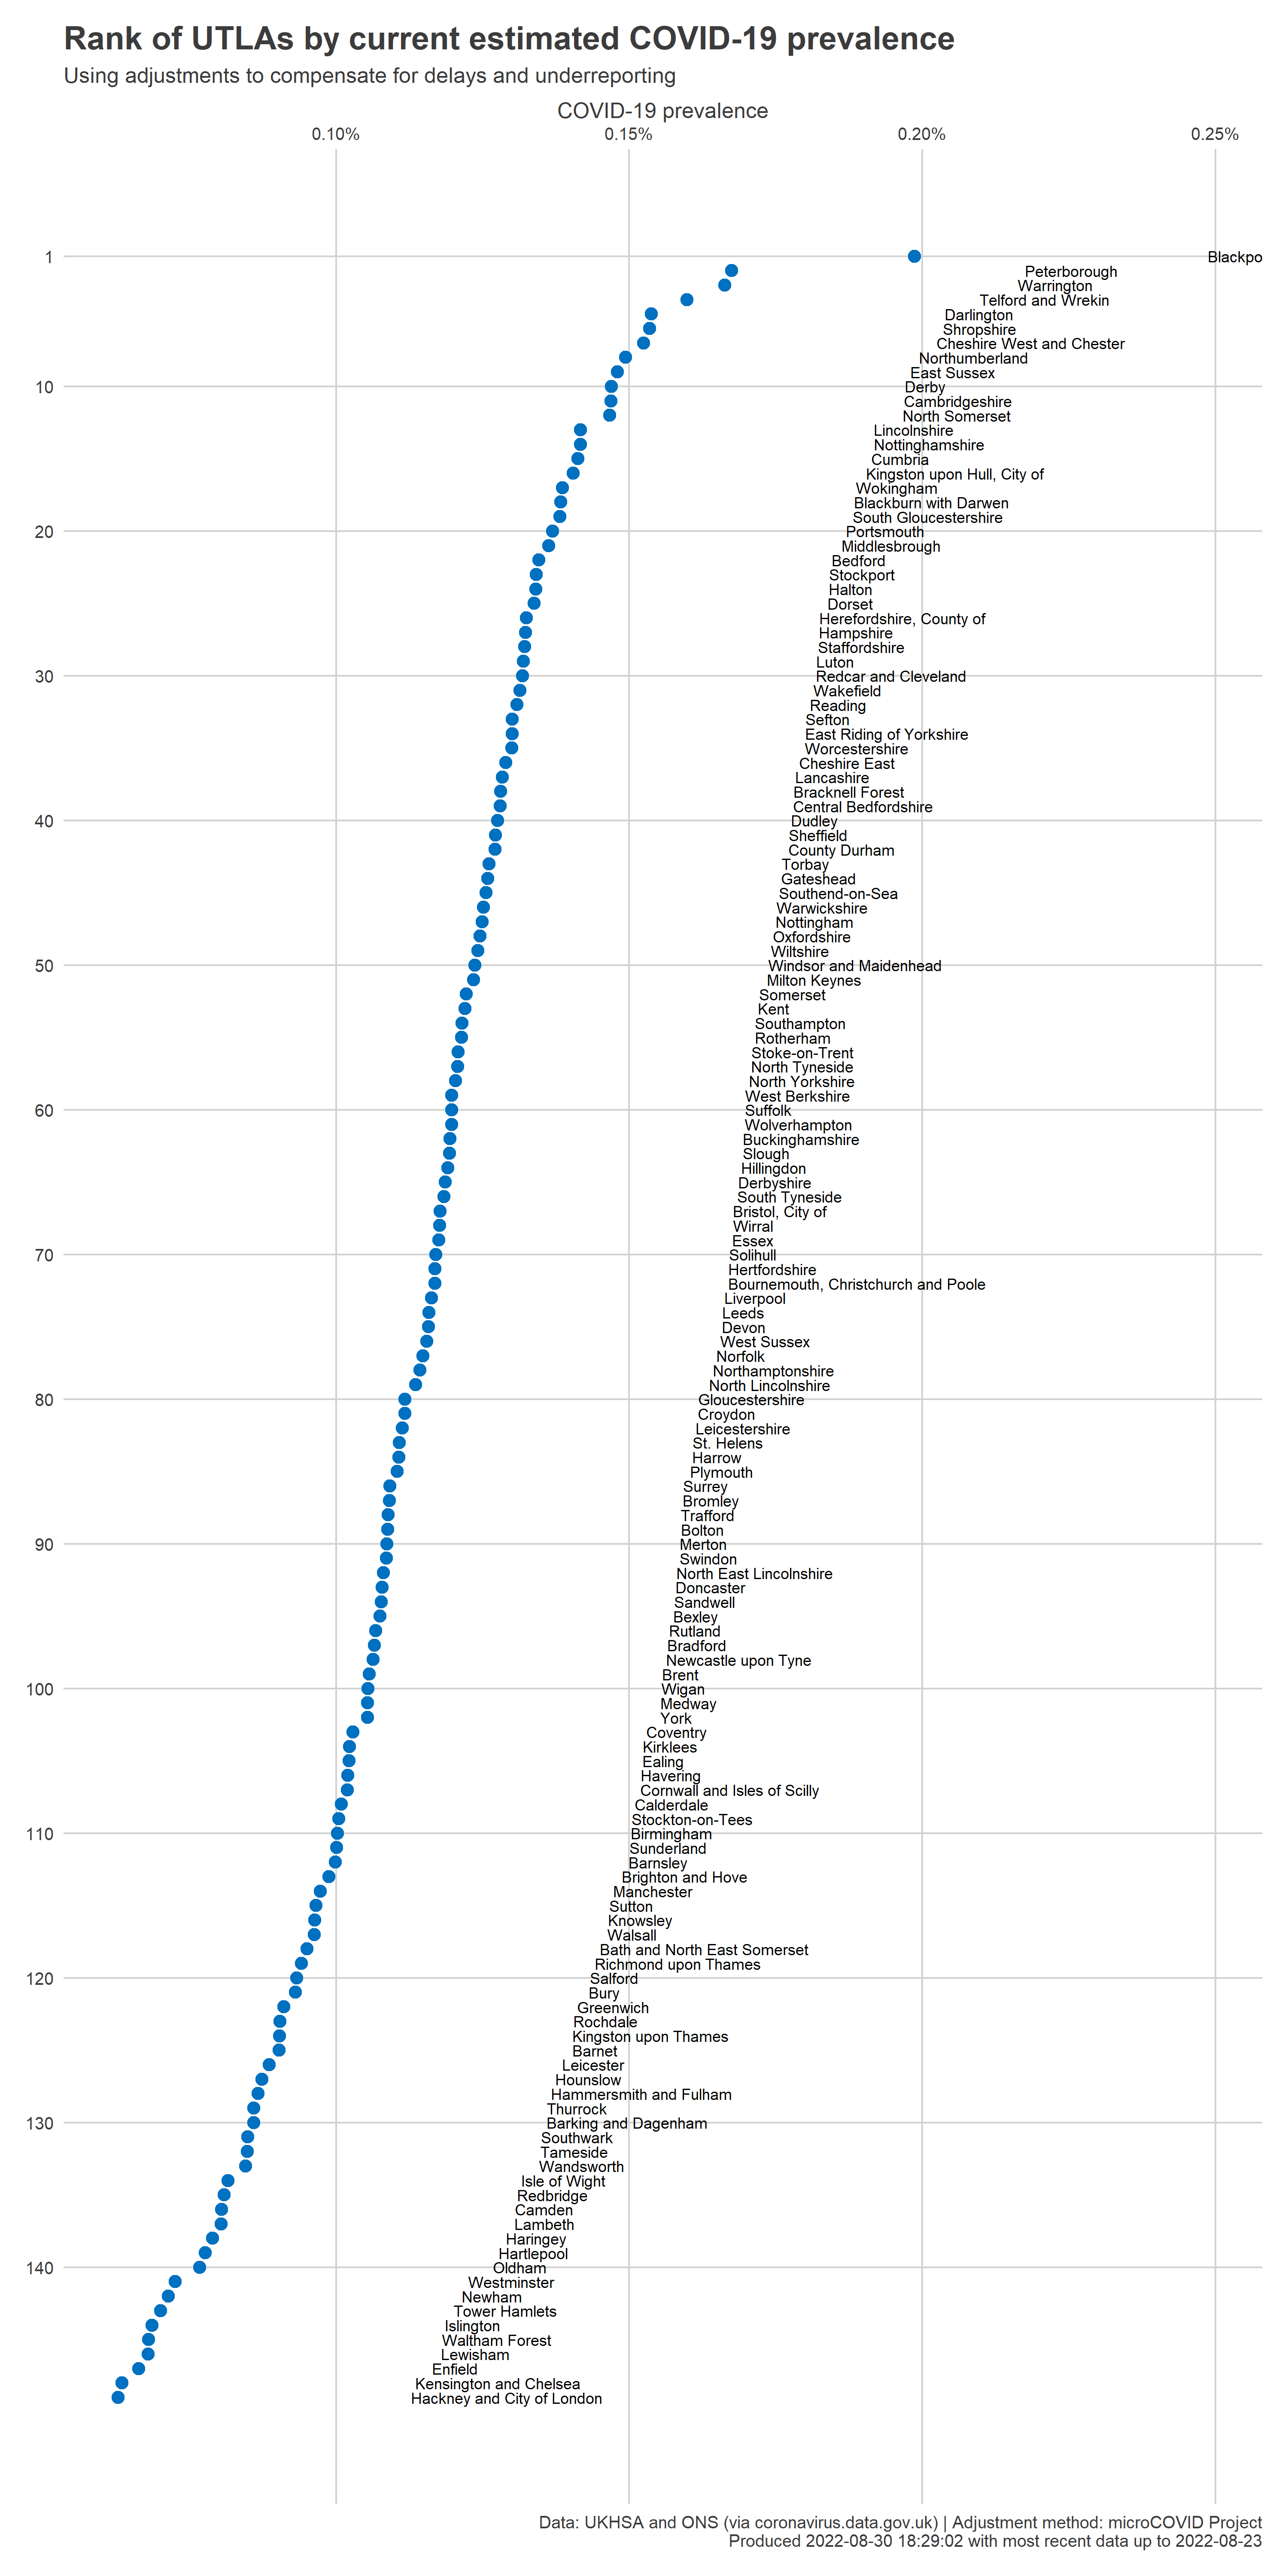 Rank of UTLAs by current estimated COVID-19 prevalence
Using adjustments to compensate for delays and underreporting
COVID-19 prevalence
0.10% 0.15% 0.20% 0.25%
1 Blackpo
Peterborough
Warrington
Telford and Wrekin
Darlington
Shropshire
Cheshire West and Chester
Northumberland
East Sussex
10 Derby
Cambridgeshire
North Somerset
Lincolnshire
Nottinghamshire
Cumbria
Kingston upon Hull, City of
Wokingham
Blackburn with Darwen
South Gloucestershire
20 Portsmouth
Middlesbrough
Bedford
Stockport
Halton
Dorset
Herefordshire, County of
Hampshire
Staffordshire
Luton
30 Redcar and Cleveland
Wakefield
Reading
Sefton
East Riding of Yorkshire
Worcestershire
Cheshire East
Lancashire
Bracknell Forest
Central Bedfordshire
40 Dudley
Sheffield
County Durham
Torbay
Gateshead
Southend-on-Sea
Warwickshire
Nottingham
Oxfordshire
Wiltshire
50 Windsor and Maidenhead
Milton Keynes
Somerset
Kent
Southampton
Rotherham
Stoke-on-Trent
North Tyneside
North Yorkshire
West Berkshire
60 Suffolk
Wolverhampton
Buckinghamshire
Slough
Hillingdon
Derbyshire
South Tyneside
Bristol, City of
Wirral
Essex
70 Solihull
Hertfordshire
Bournemouth, Christchurch and Poole
Liverpool
Leeds
Devon
West Sussex
Norfolk
Northamptonshire
North Lincolnshire
80 Gloucestershire
Croydon
Leicestershire
St. Helens
Harrow
Plymouth
Surrey
Bromley
Trafford
Bolton
90 Merton
Swindon
North East Lincolnshire
Doncaster
Sandwell
Bexley
Rutland
Bradford
Newcastle upon Tyne
Brent
100 Wigan
Medway
York
Coventry
Kirklees
Ealing
Havering
Cornwall and Isles of Scilly
Calderdale
Stockton-on-Tees
110 Birmingham
Sunderland
Barnsley
Brighton and Hove
Manchester
Sutton
Knowsley
Walsall
Bath and North East Somerset
Richmond upon Thames
120 Salford
Bury
Greenwich
Rochdale
Kingston upon Thames
Barnet
Leicester
Hounslow
Hammersmith and Fulham
Thurrock
130 Barking and Dagenham
Southwark
Tameside
Wandsworth
Isle of Wight
Redbridge
Camden
Lambeth
Haringey
Hartlepool
140 Oldham
Westminster
Newham
Tower Hamlets
Islington
Waltham Forest
Lewisham
Enfield
Kensington and Chelsea
Hackney and City of London
Data: UKHSA and ONS (via coronavirus.data.gov.uk) | Adjustment method: microCOVID Project
Produced 2022-08-30 18:29:02 with most recent data up to 2022-08-23